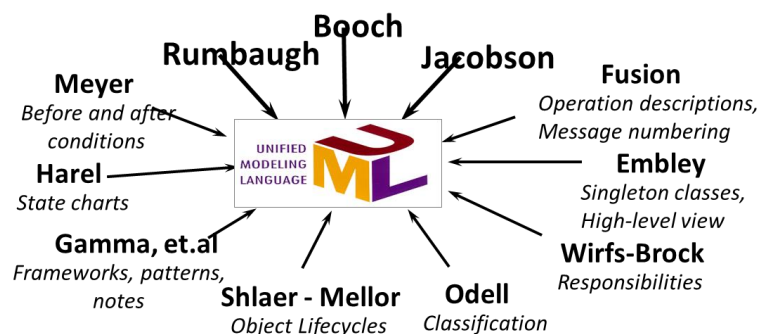 Booch
Rumbaugh
Jacobson
Meyer
Before and after
conditions
Fusion
Operation descriptions,
Message numbering
UNIFIED
MODELING
LANGUAGE
UML
Harel
State charts
Embley
Singleton classes,
High-level view
Gamma, et.al
Frameworks, patterns,
notes
Wirfs-Brock
Responsibilities
Shlaer - Mellor
Object Lifecycles
Odell
Classification